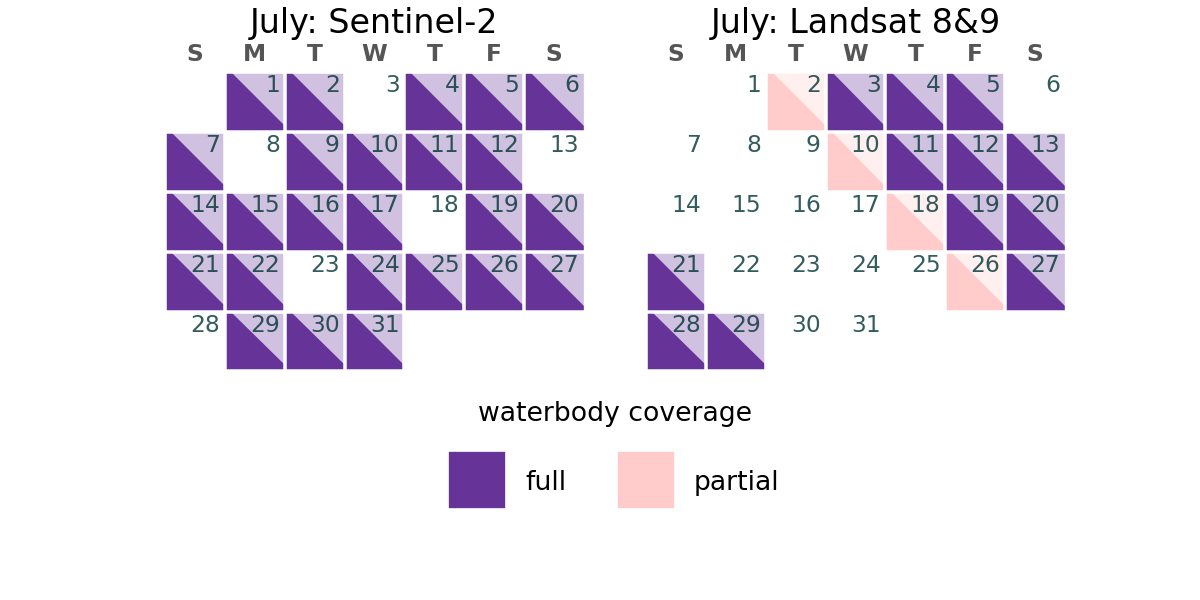 July: Sentinel-2
S M T W T F S
1 2 3 4 5 6
7 8 9 10 11 12 13
14 15 16 17 18 19 20
21 22 23 24 25 26 27
28 29 30 31
July: Landsat 8&9
S M T W T F S
1 2 3 4 5 6
7 8 9 10 11 12 13
14 15 16 17 18 19 20
21 22 23 24 25 26 27
28 29 30 31
waterbody coverage
full
partial